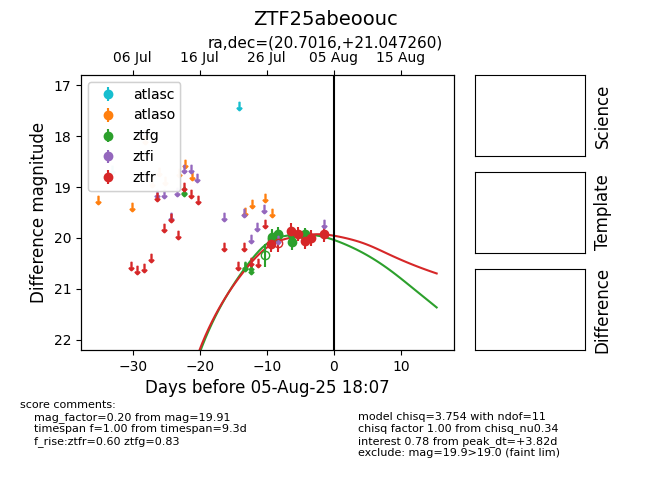 ZTF25abeoouc
ra,dec=(20.7016,+21.047260)
06 Jul 16 Jul 26 Jul 05 Aug 15 Aug
17
18
19
20
21
22
Difference magnitude
atlasc
atlaso
ztfg
ztfi
ztfr
−30 −20 −10 0 10
Days before 05-Aug-25 18:07
Science
Template
Difference
score comments:
mag_factor=0.20 from mag=19.91
timespan f=1.00 from timespan=9.3d
f_rise:ztfr=0.60 ztfg=0.83
model chisq=3.754 with ndof=11
chisq factor 1.00 from chisq_nu0.34
interest 0.78 from peak_dt=+3.82d
exclude: mag=19.9>19.0 (faint lim)